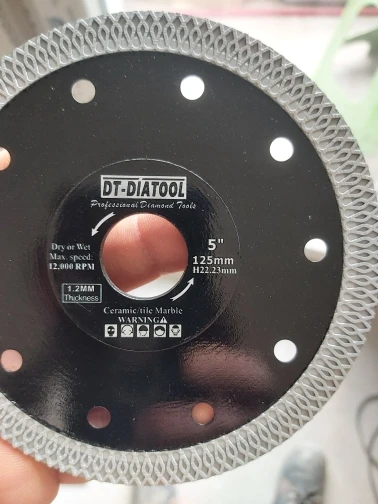 DT-DIATOOL
Professional Diamond Tools
Dry or Wet
Max. speed:
12,000 RPM
5"
125mm
H22.23mm
1.2MM
Thickness
Ceramic/tile Marble
WARNING